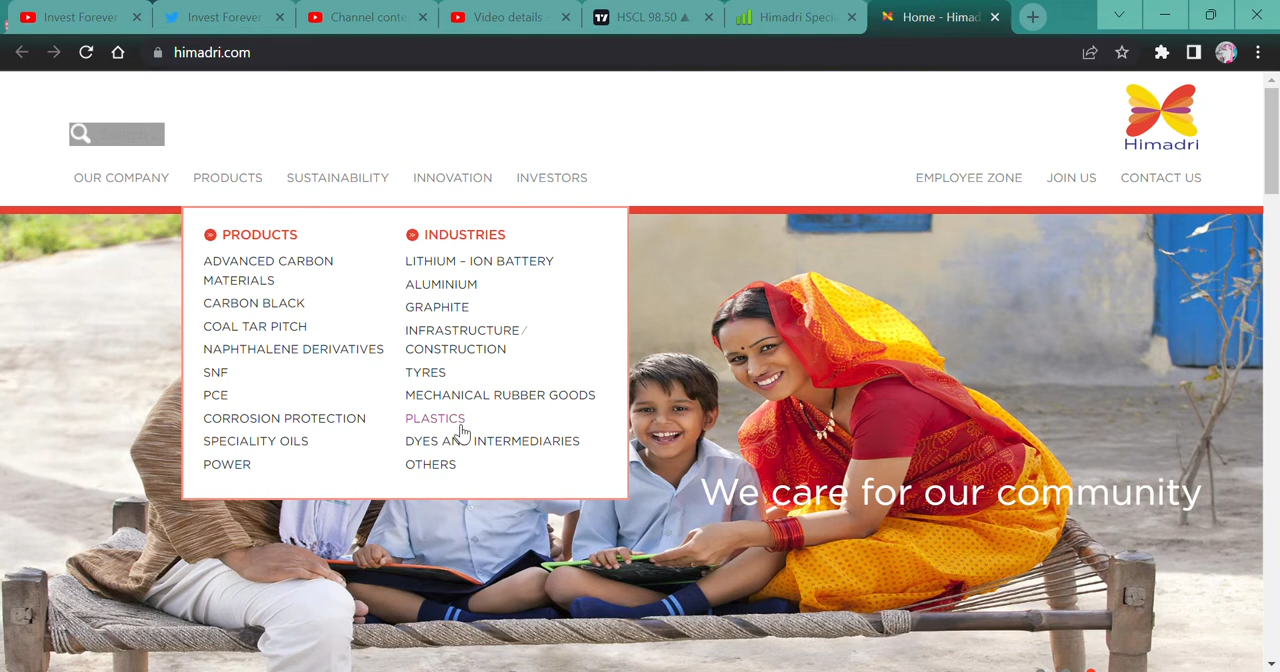 Invest Forever
Invest Forever
Channel conte
Video details
HSCL 98.50
Himadri Speci
Home - Himad
himadri.com
Himadri
OUR COMPANY PRODUCTS SUSTAINABILITY INNOVATION INVESTORS EMPLOYEE ZONE JOIN US CONTACT US
PRODUCTS
ADVANCED CARBON
MATERIALS
CARBON BLACK
COAL TAR PITCH
NAPHTHALENE DERIVATIVES
SNF
PCE
CORROSION PROTECTION
SPECIALITY OILS
POWER
INDUSTRIES
LITHIUM – ION BATTERY
ALUMINIUM
GRAPHITE
INFRASTRUCTURE/
CONSTRUCTION
TYRES
MECHANICAL RUBBER GOODS
PLASTICS
DYES AND INTERMEDIARIES
OTHERS
We care for our community